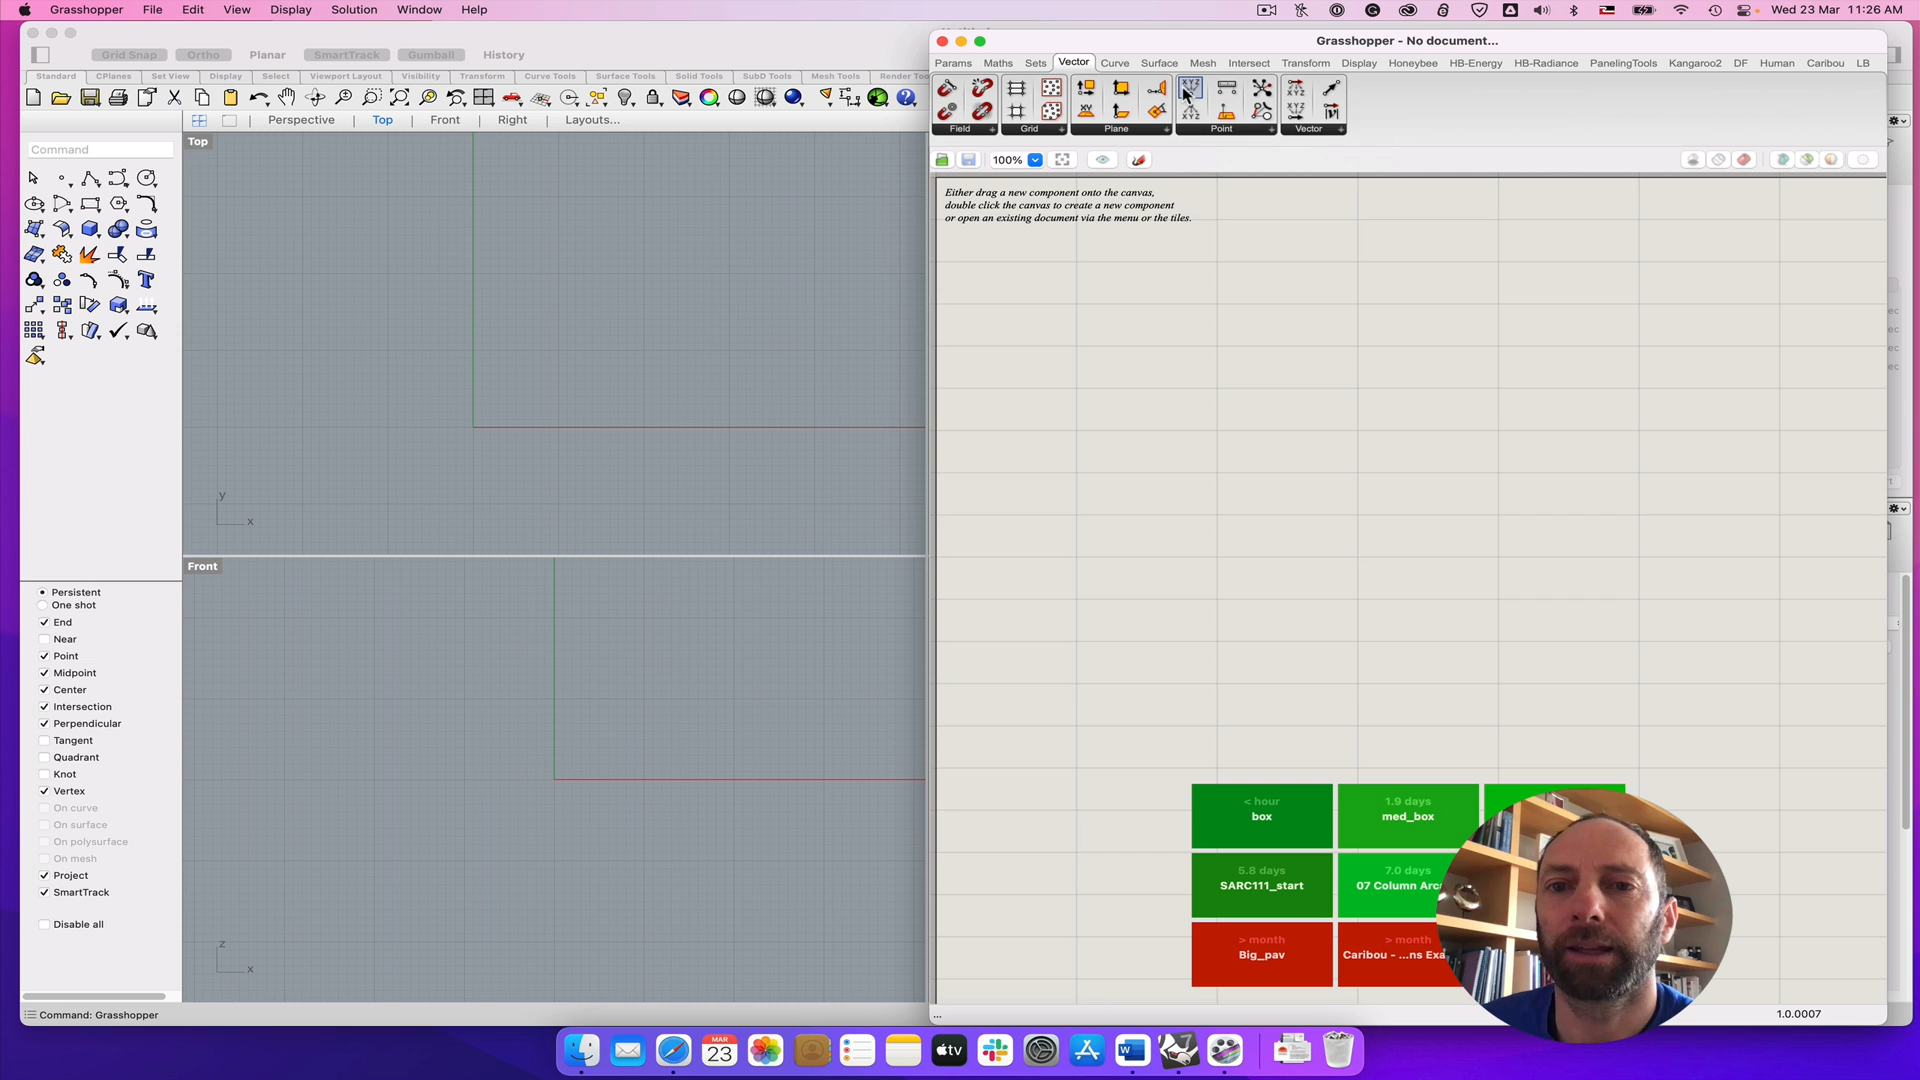 Grasshopper File Edit View Display Solution Window Help
Wed 23 Mar 11:26 AM
Grid Snap Ortho Planar SmartTrack Gumball History
Standard CPlanes Set View Display Select Viewport Layout Visibility Transform Curve Tools Surface Tools Solid Tools SubD Tools Mesh Tools Render Too
Perspective Top Front Right Layouts...
Command
Top
y
x
Front
z
x
Persistent
One shot
End
Near
Point
Midpoint
Center
Intersection
Perpendicular
Tangent
Quadrant
Knot
Vertex
On curve
On surface
On polysurface
On mesh
Project
SmartTrack
Disable all
Command: Grasshopper
Grasshopper - No document...
Params Maths Sets Vector Curve Surface Mesh Intersect Transform Display Honeybee HB-Energy HB-Radiance PanelingTools Kangaroo2 DF Human Caribou LB
Field Grid Plane Point Vector
100%
Either drag a new component onto the canvas,
double click the canvas to create a new component
or open an existing document via the menu or the tiles.
< hour
box
1.9 days
med_box
5.8 days
SARC111_start
7.0 days
07 Column Arc
> month
Big_pav
> month
Caribou - ...ns Exa
...
1.0.0007
MAR
23
tv